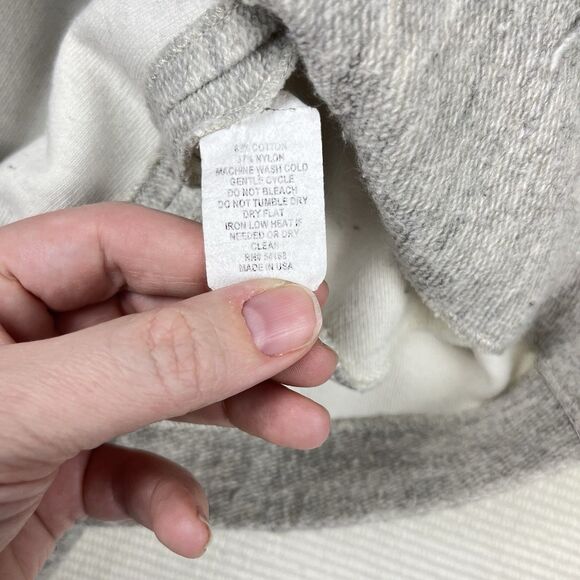 COTTON
37% NYLON
MACHINE WASH COLD
GENTLE CYCLE
DO NOT BLEACH
DO NOT TUMBLE DRY
DRY FLAT
IRON LOW HEAT IF
NEEDED OR DRY
CLEAN
RN#
MADE IN USA